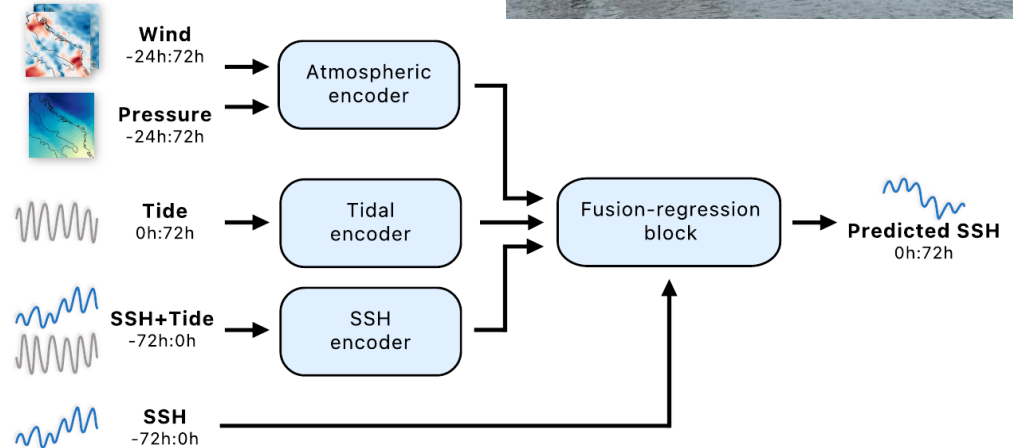 Wind
-24h:72h
Pressure
-24h:72h
Atmospheric
encoder
Tide
0h:72h
Tidal
encoder
SSH+Tide
-72h:0h
SSH
encoder
SSH
-72h:0h
Fusion-regression
block
Predicted SSH
0h:72h